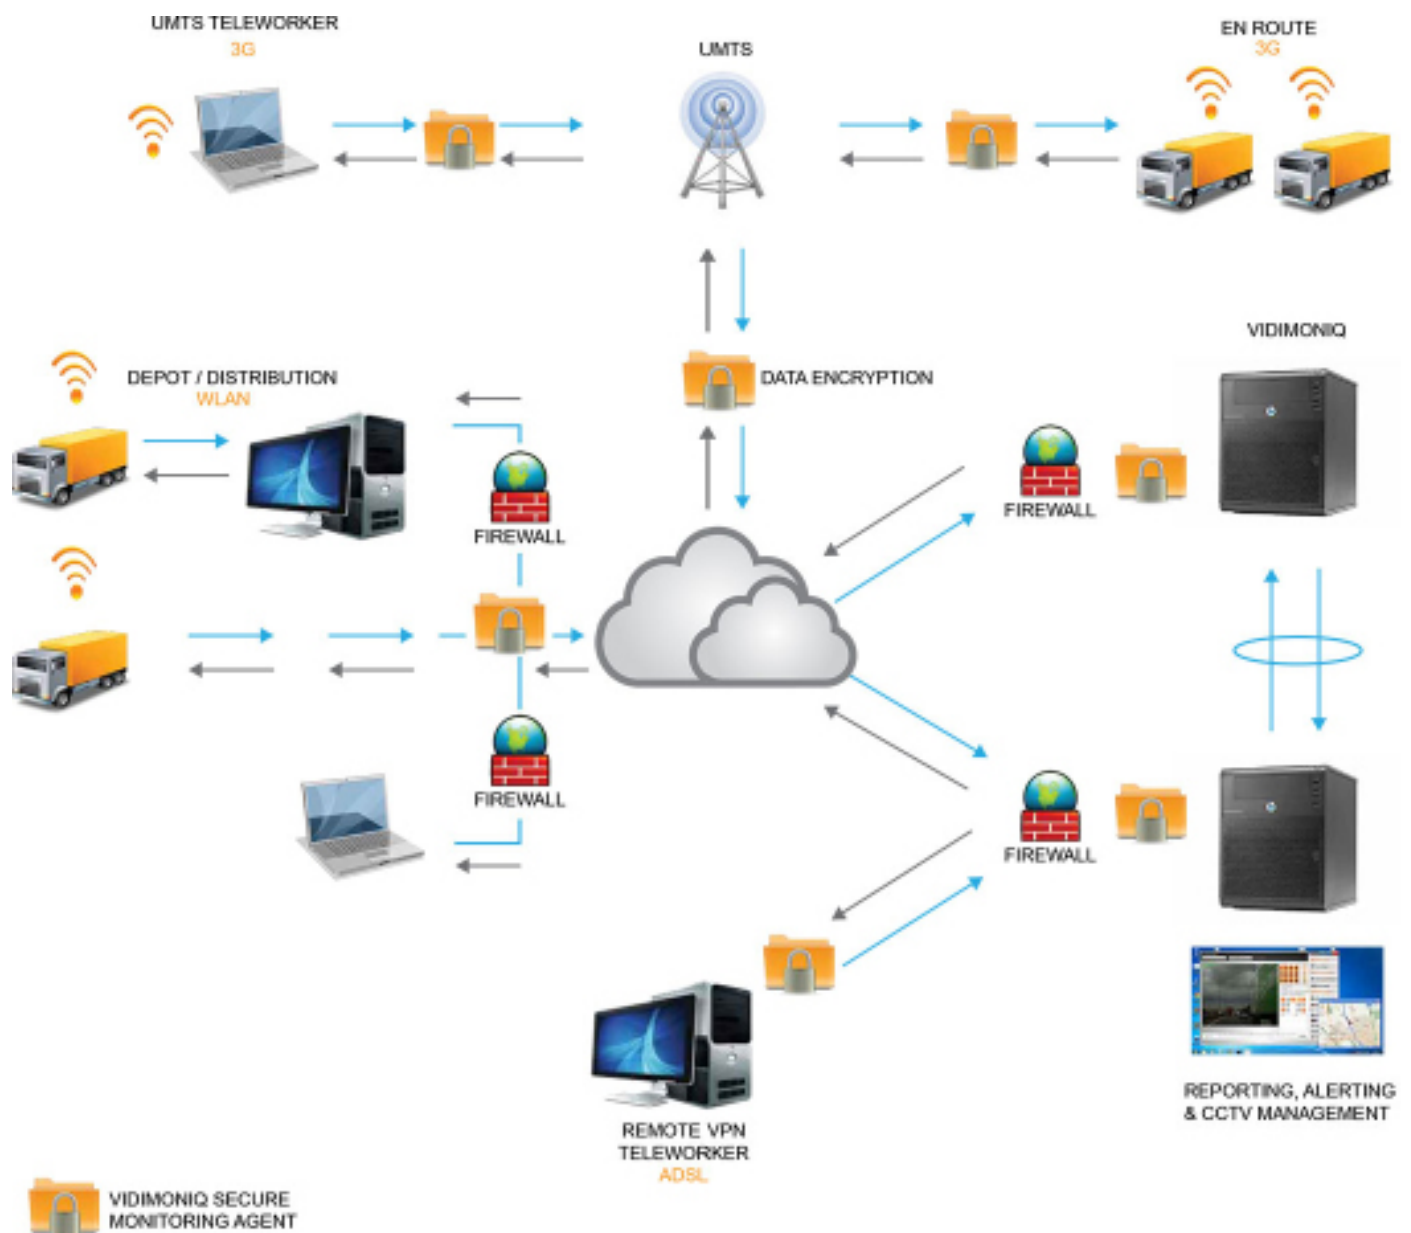 UMTS TELEWORKER
3G
UMTS
EN ROUTE
3G
VIDIMONIQ
DEPOT / DISTRIBUTION
WLAN
DATA ENCRYPTION
FIREWALL
FIREWALL
FIREWALL
FIREWALL
REPORTING, ALERTING
& CCTV MANAGEMENT
REMOTE VPN
TELEWORKER
ADSL
VIDIMONIQ SECURE
MONITORING AGENT